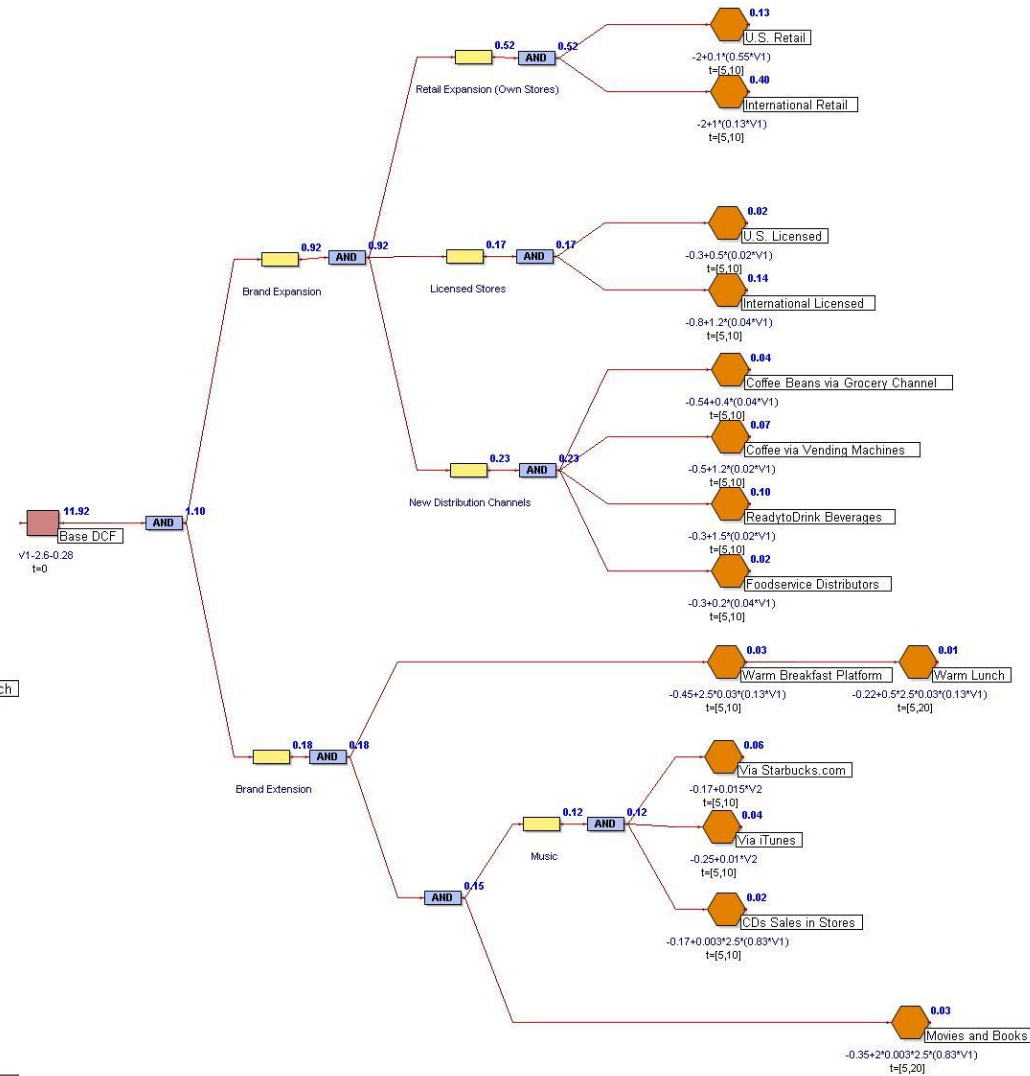 0.13
U.S. Retail
-2+0.1*(0.55*V1)
t=[5,10]
0.52
AND
0.52
Retail Expansion (Own Stores)
0.40
International Retail
-2+1*(0.13*V1)
t=[5,10]
0.92
AND
0.92
Brand Expansion
0.17
AND
0.17
Licensed Stores
0.02
U.S. Licensed
-0.3+0.5*(0.02*V1)
t=[5,10]
0.14
International Licensed
-0.8+1.2*(0.04*V1)
t=[5,10]
0.04
Coffee Beans via Grocery Channel
-0.54+0.4*(0.04*V1)
t=[5,10]
0.07
Coffee via Vending Machines
-0.5+1.2*(0.02*V1)
t=[5,10]
0.23
AND
0.23
New Distribution Channels
0.10
ReadytoDrink Beverages
-0.3+1.5*(0.02*V1)
t=[5,10]
0.02
Foodservice Distributors
-0.3+0.2*(0.04*V1)
t=[5,10]
11.92
Base DCF
V1-2.6-0.28
t=0
AND
1.10
0.03
Warm Breakfast Platform
-0.45+2.5*0.03*(0.13*V1)
t=[5,10]
0.01
Warm Lunch
-0.22+0.5*2.5*0.03*(0.13*V1)
t=[5,20]
ch
0.18
AND
0.18
Brand Extension
0.06
Via Starbucks.com
-0.17+0.015*V2
t=[5,10]
0.12
AND
0.12
Music
0.04
Via iTunes
-0.25+0.01*V2
t=[5,10]
AND
0.15
0.02
CDs Sales in Stores
-0.17+0.003*2.5*(0.83*V1)
t=[5,10]
0.03
Movies and Books
-0.35+2*0.003*2.5*(0.83*V1)
t=[5,20]